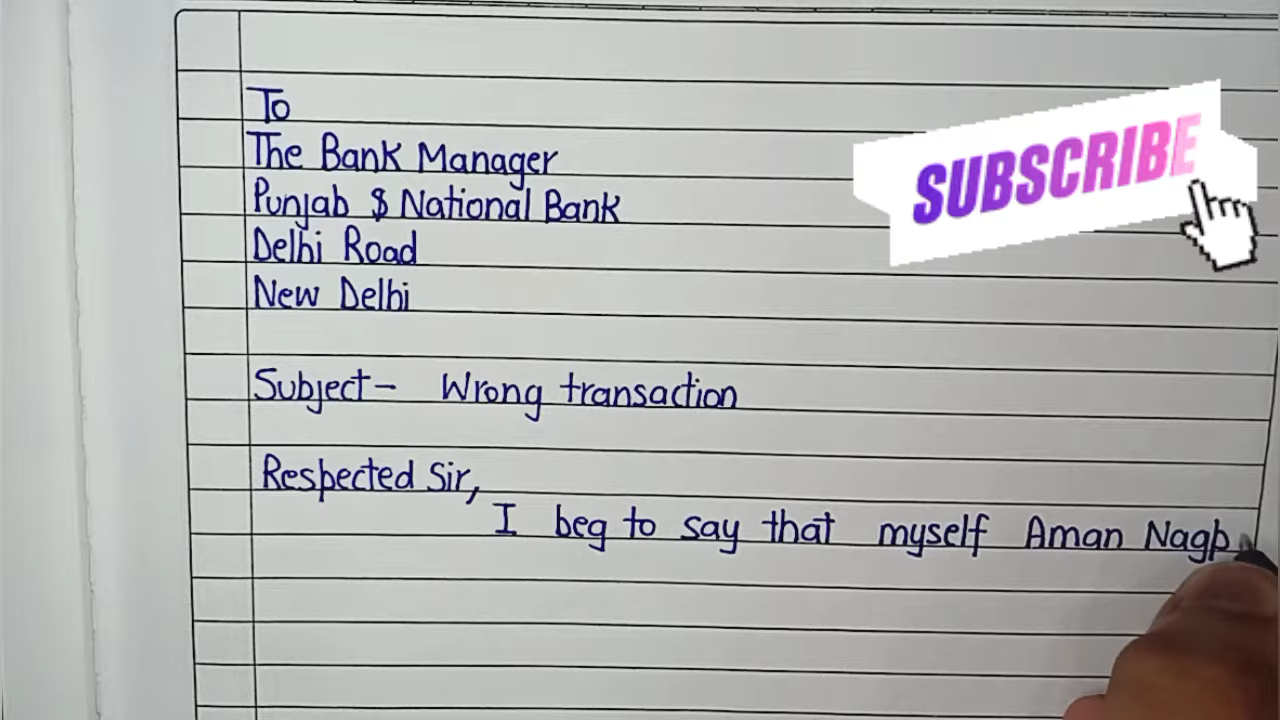 To
The Bank Manager
SUBSCRIBE
Punjab $ National Bank
Delhi Road
New Delhi
Subject- Wrong transaction
Respected Sir,
I beg to say that myself Aman Nagp